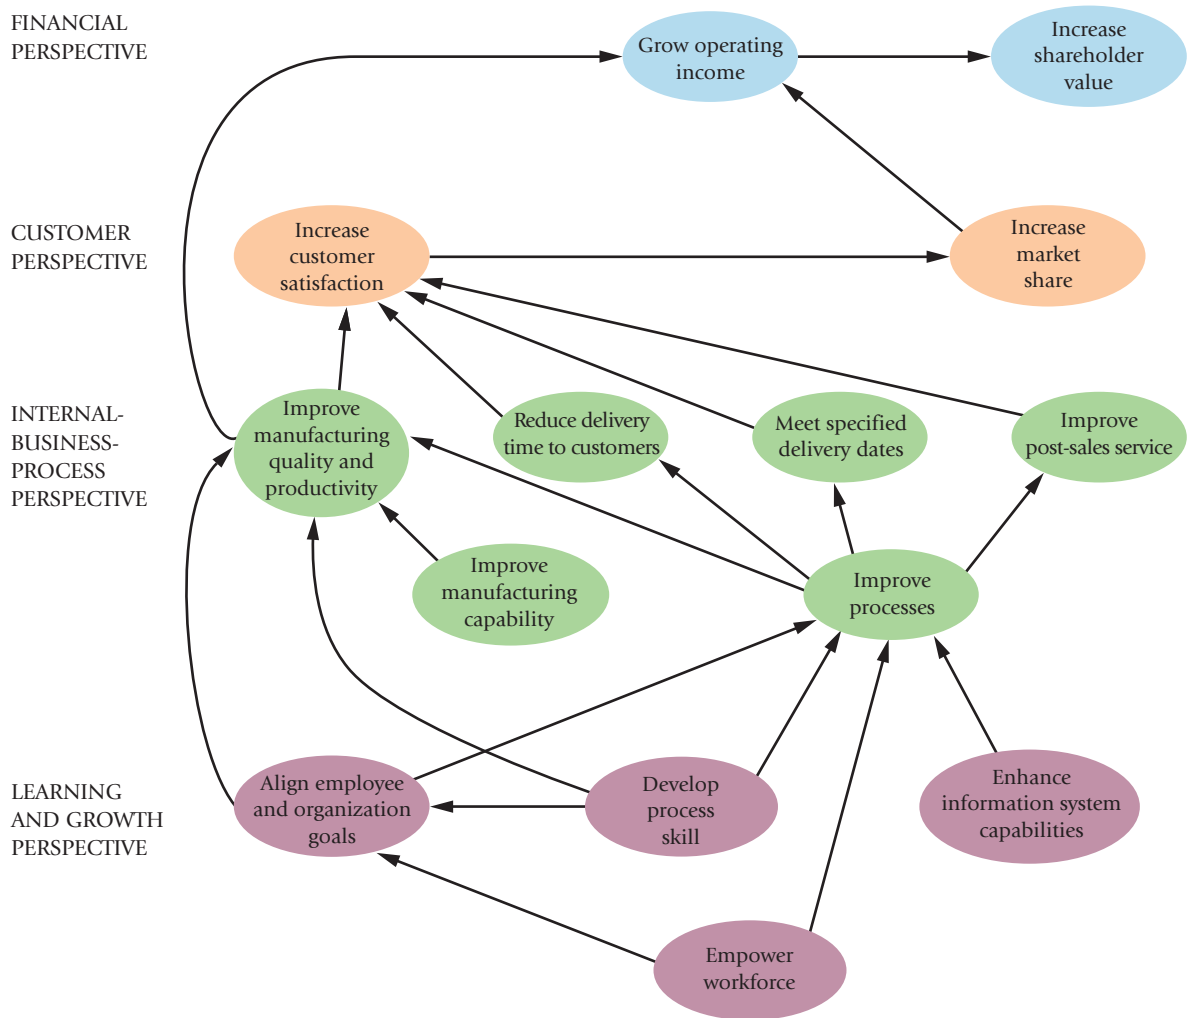 FINANCIAL
PERSPECTIVE
Grow operating
income
Increase
shareholder
value
CUSTOMER
PERSPECTIVE
Increase
customer
satisfaction
Increase
market
share
INTERNAL-
BUSINESS-
PROCESS
PERSPECTIVE
Improve
manufacturing
quality and
productivity
Reduce delivery
time to customers
Meet specified
delivery dates
Improve
post-sales service
Improve
manufacturing
capability
Improve
processes
LEARNING
AND GROWTH
PERSPECTIVE
Align employee
and organization
goals
Develop
process
skill
Enhance
information system
capabilities
Empower
workforce